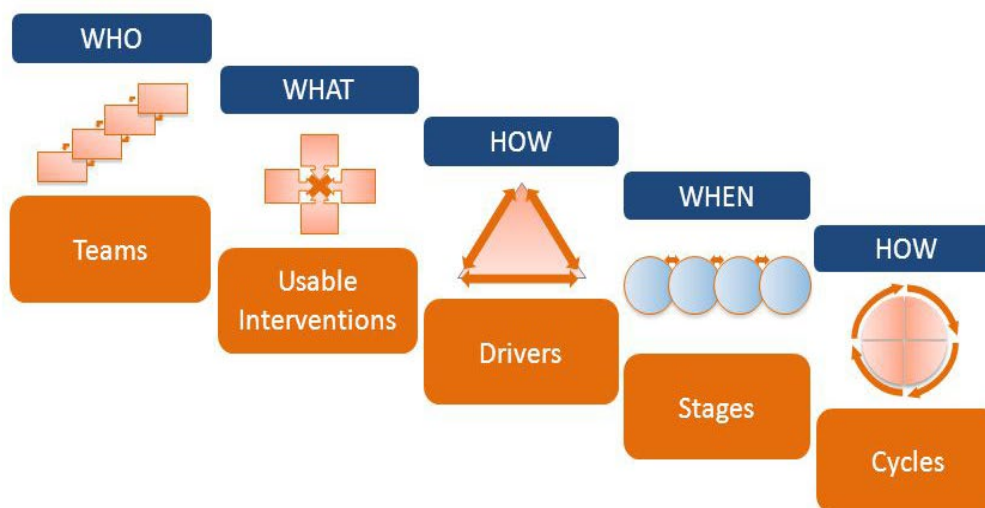 WHO
Teams
WHAT
Usable
Interventions
HOW
Drivers
WHEN
Stages
HOW
Cycles